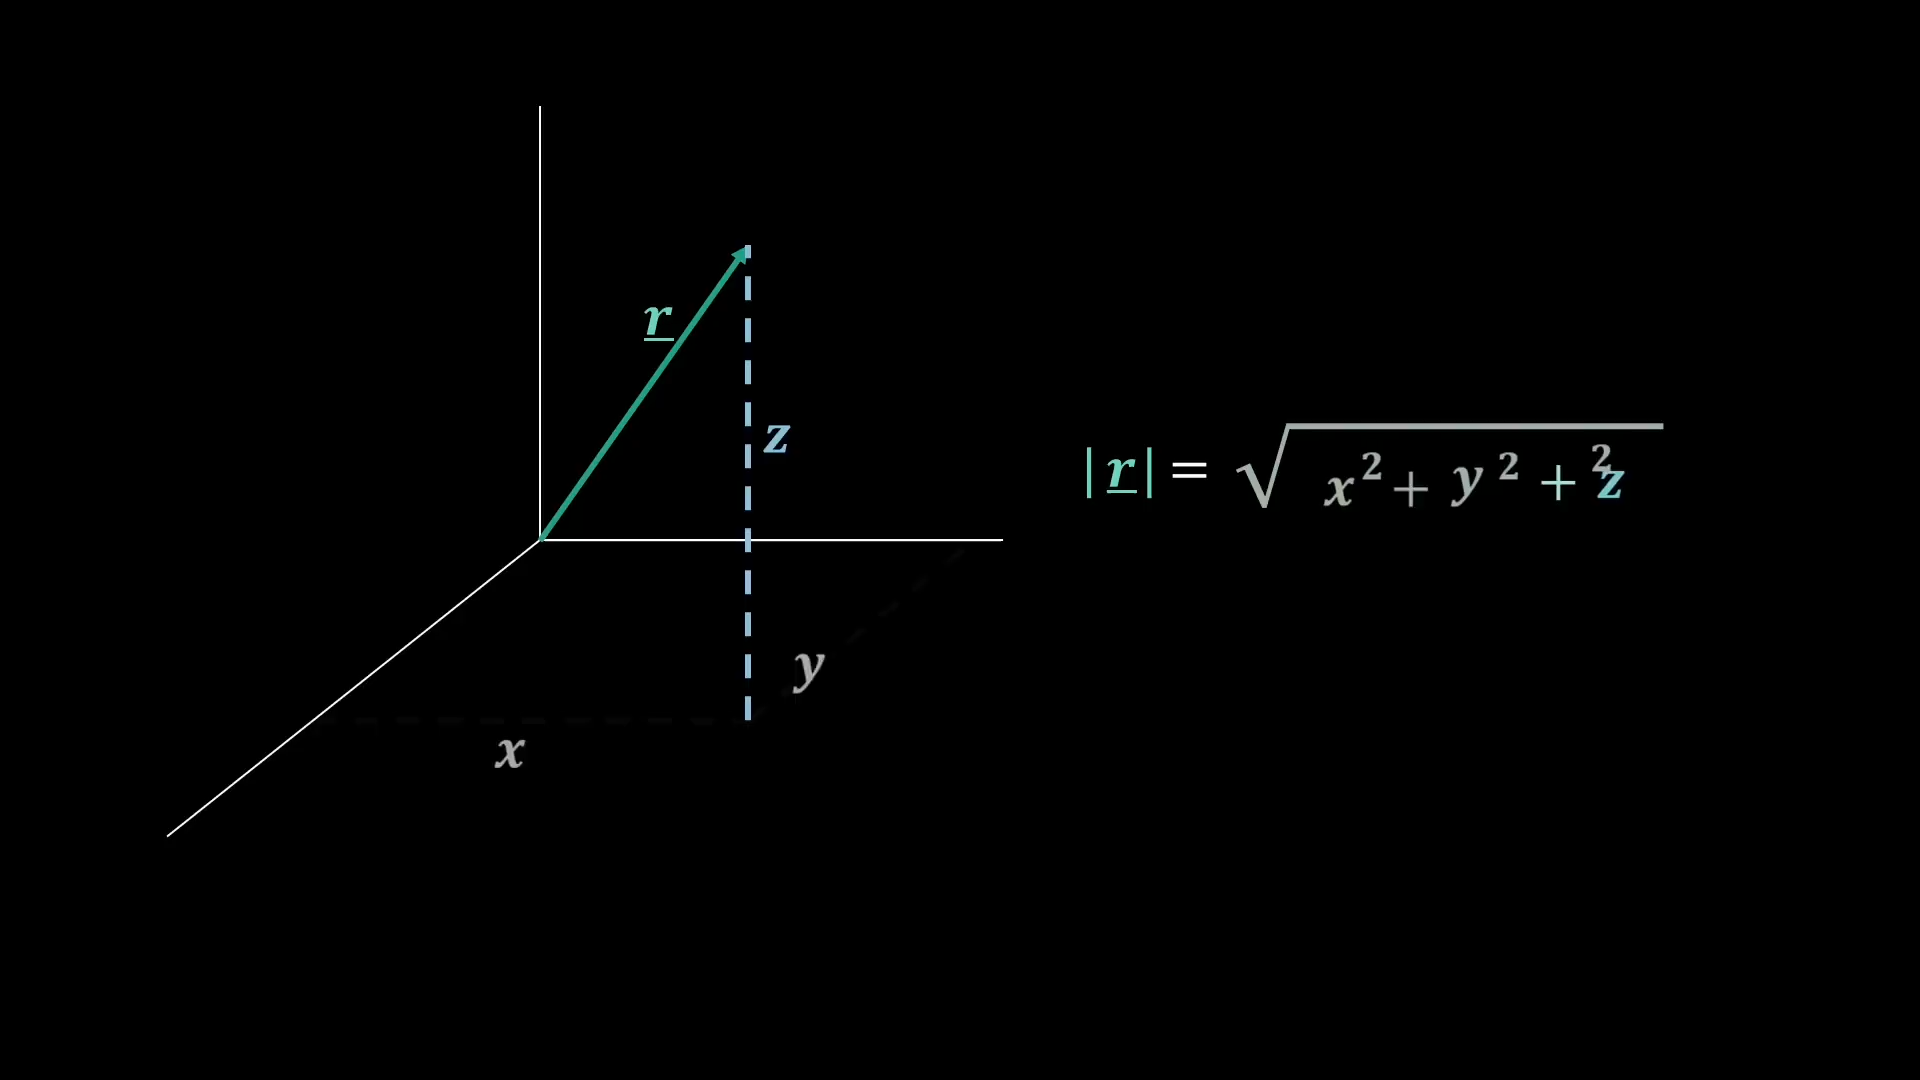 r
z
|r| = √x² + y² + z²
y
x